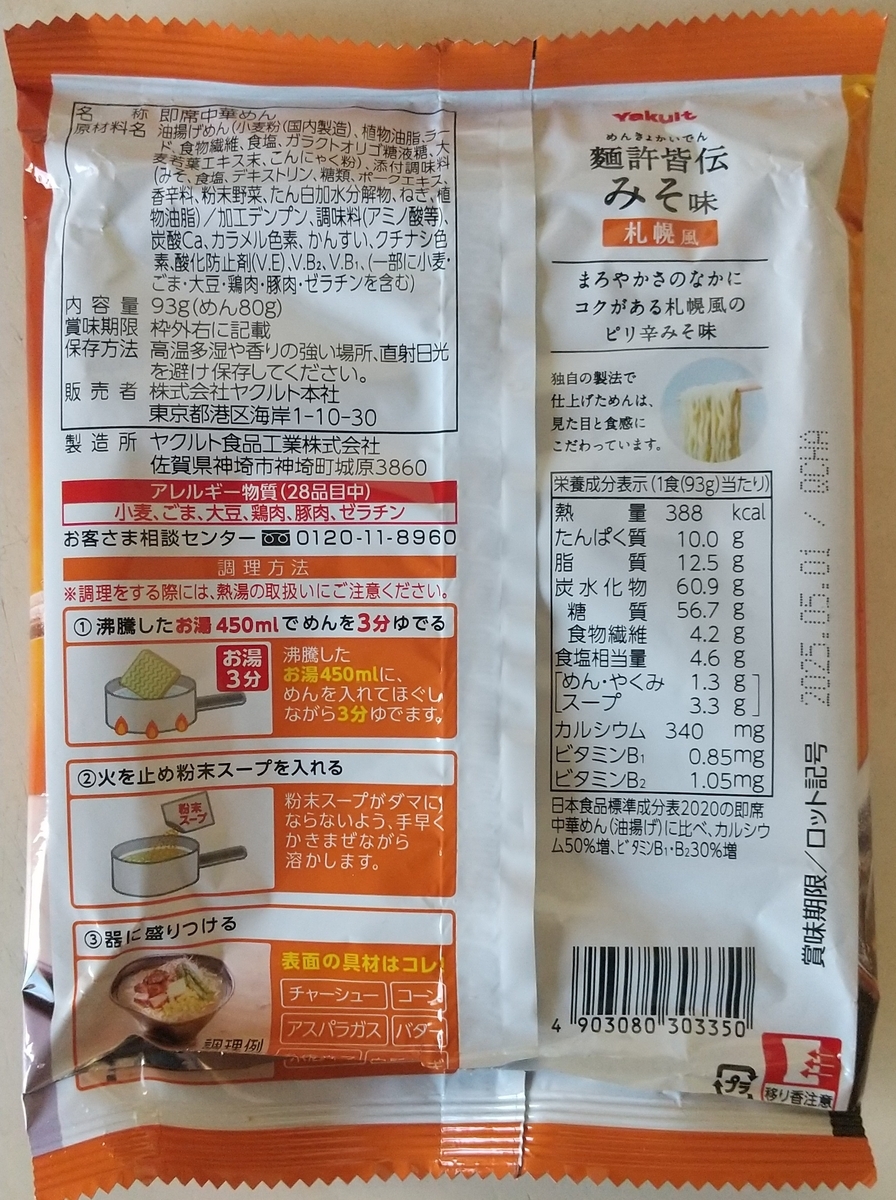 名称 即席中華めん
原材料名 油揚げめん(小麦粉(国内製造)、植物油脂、ラー
ド、食物繊維、食塩、ガラクトオリゴ糖液糖、大
麦若葉エキス末、こんにゃく粉)、添付調味料
(みそ、食塩、デキストリン、糖類、ポークエキス、
香辛料、粉末野菜、たん白加水分解物、ねぎ、植
物油脂)/加工デンプン、調味料(アミノ酸等)、
炭酸Ca、カラメル色素、かんすい、クチナシ色
素、酸化防止剤(V.E)、V.B₂、V.B₁、(一部に小麦・
ごま・大豆・鶏肉・豚肉・ゼラチンを含む)
内容量 93g(めん80g)
賞味期限 枠外右に記載
保存方法 高温多湿や香りの強い場所、直射日光
を避け保存してください。
販売者 株式会社ヤクルト本社
東京都港区海岸1-10-30
製造所 ヤクルト食品工業株式会社
佐賀県神埼市神埼町城原3860
アレルギー物質(28品目中)
小麦、ごま、大豆、鶏肉、豚肉、ゼラチン
お客さま相談センター 0120-11-8960
調理方法
※調理をする際には、熱湯の取扱いにご注意ください。
①沸騰したお湯450mlでめんを3分ゆでる
お湯
3分
沸騰した
お湯450mlに、
めんを入れてほぐし
ながら3分ゆでます。
②火を止め粉末スープを入れる
粉末
スープ
粉末スープがダマに
ならないよう、手早く
かきまぜながら
溶かします。
③器に盛りつける
表面の具材はコレ!
チャーシュー コーン
アスパラガス バター
調理例
Yakult
めんきょかいでん
麵許皆伝
みそ味
札幌風
まろやかさのなかに
コクがある札幌風の
ピリ辛みそ味
独自の製法で
仕上げためんは、
見た目と食感に
こだわっています。
栄養成分表示(1食(93g)当たり)
熱量 388 kcal
たんぱく質 10.0 g
脂質 12.5 g
炭水化物 60.9 g
糖質 56.7 g
食物繊維 4.2 g
食塩相当量 4.6 g
[めん・やくみ 1.3 g]
[スープ 3.3 g]
カルシウム 340 mg
ビタミンB₁ 0.85mg
ビタミンB₂ 1.05mg
日本食品標準成分表2020の即席
中華めん(油揚げ)に比べ、カルシウ
ム50%増、ビタミンB₁・B₂30%増
賞味期限/ロット記号
2025.05.01 / QCHA
4 903080 303350
プラ
移り香注意